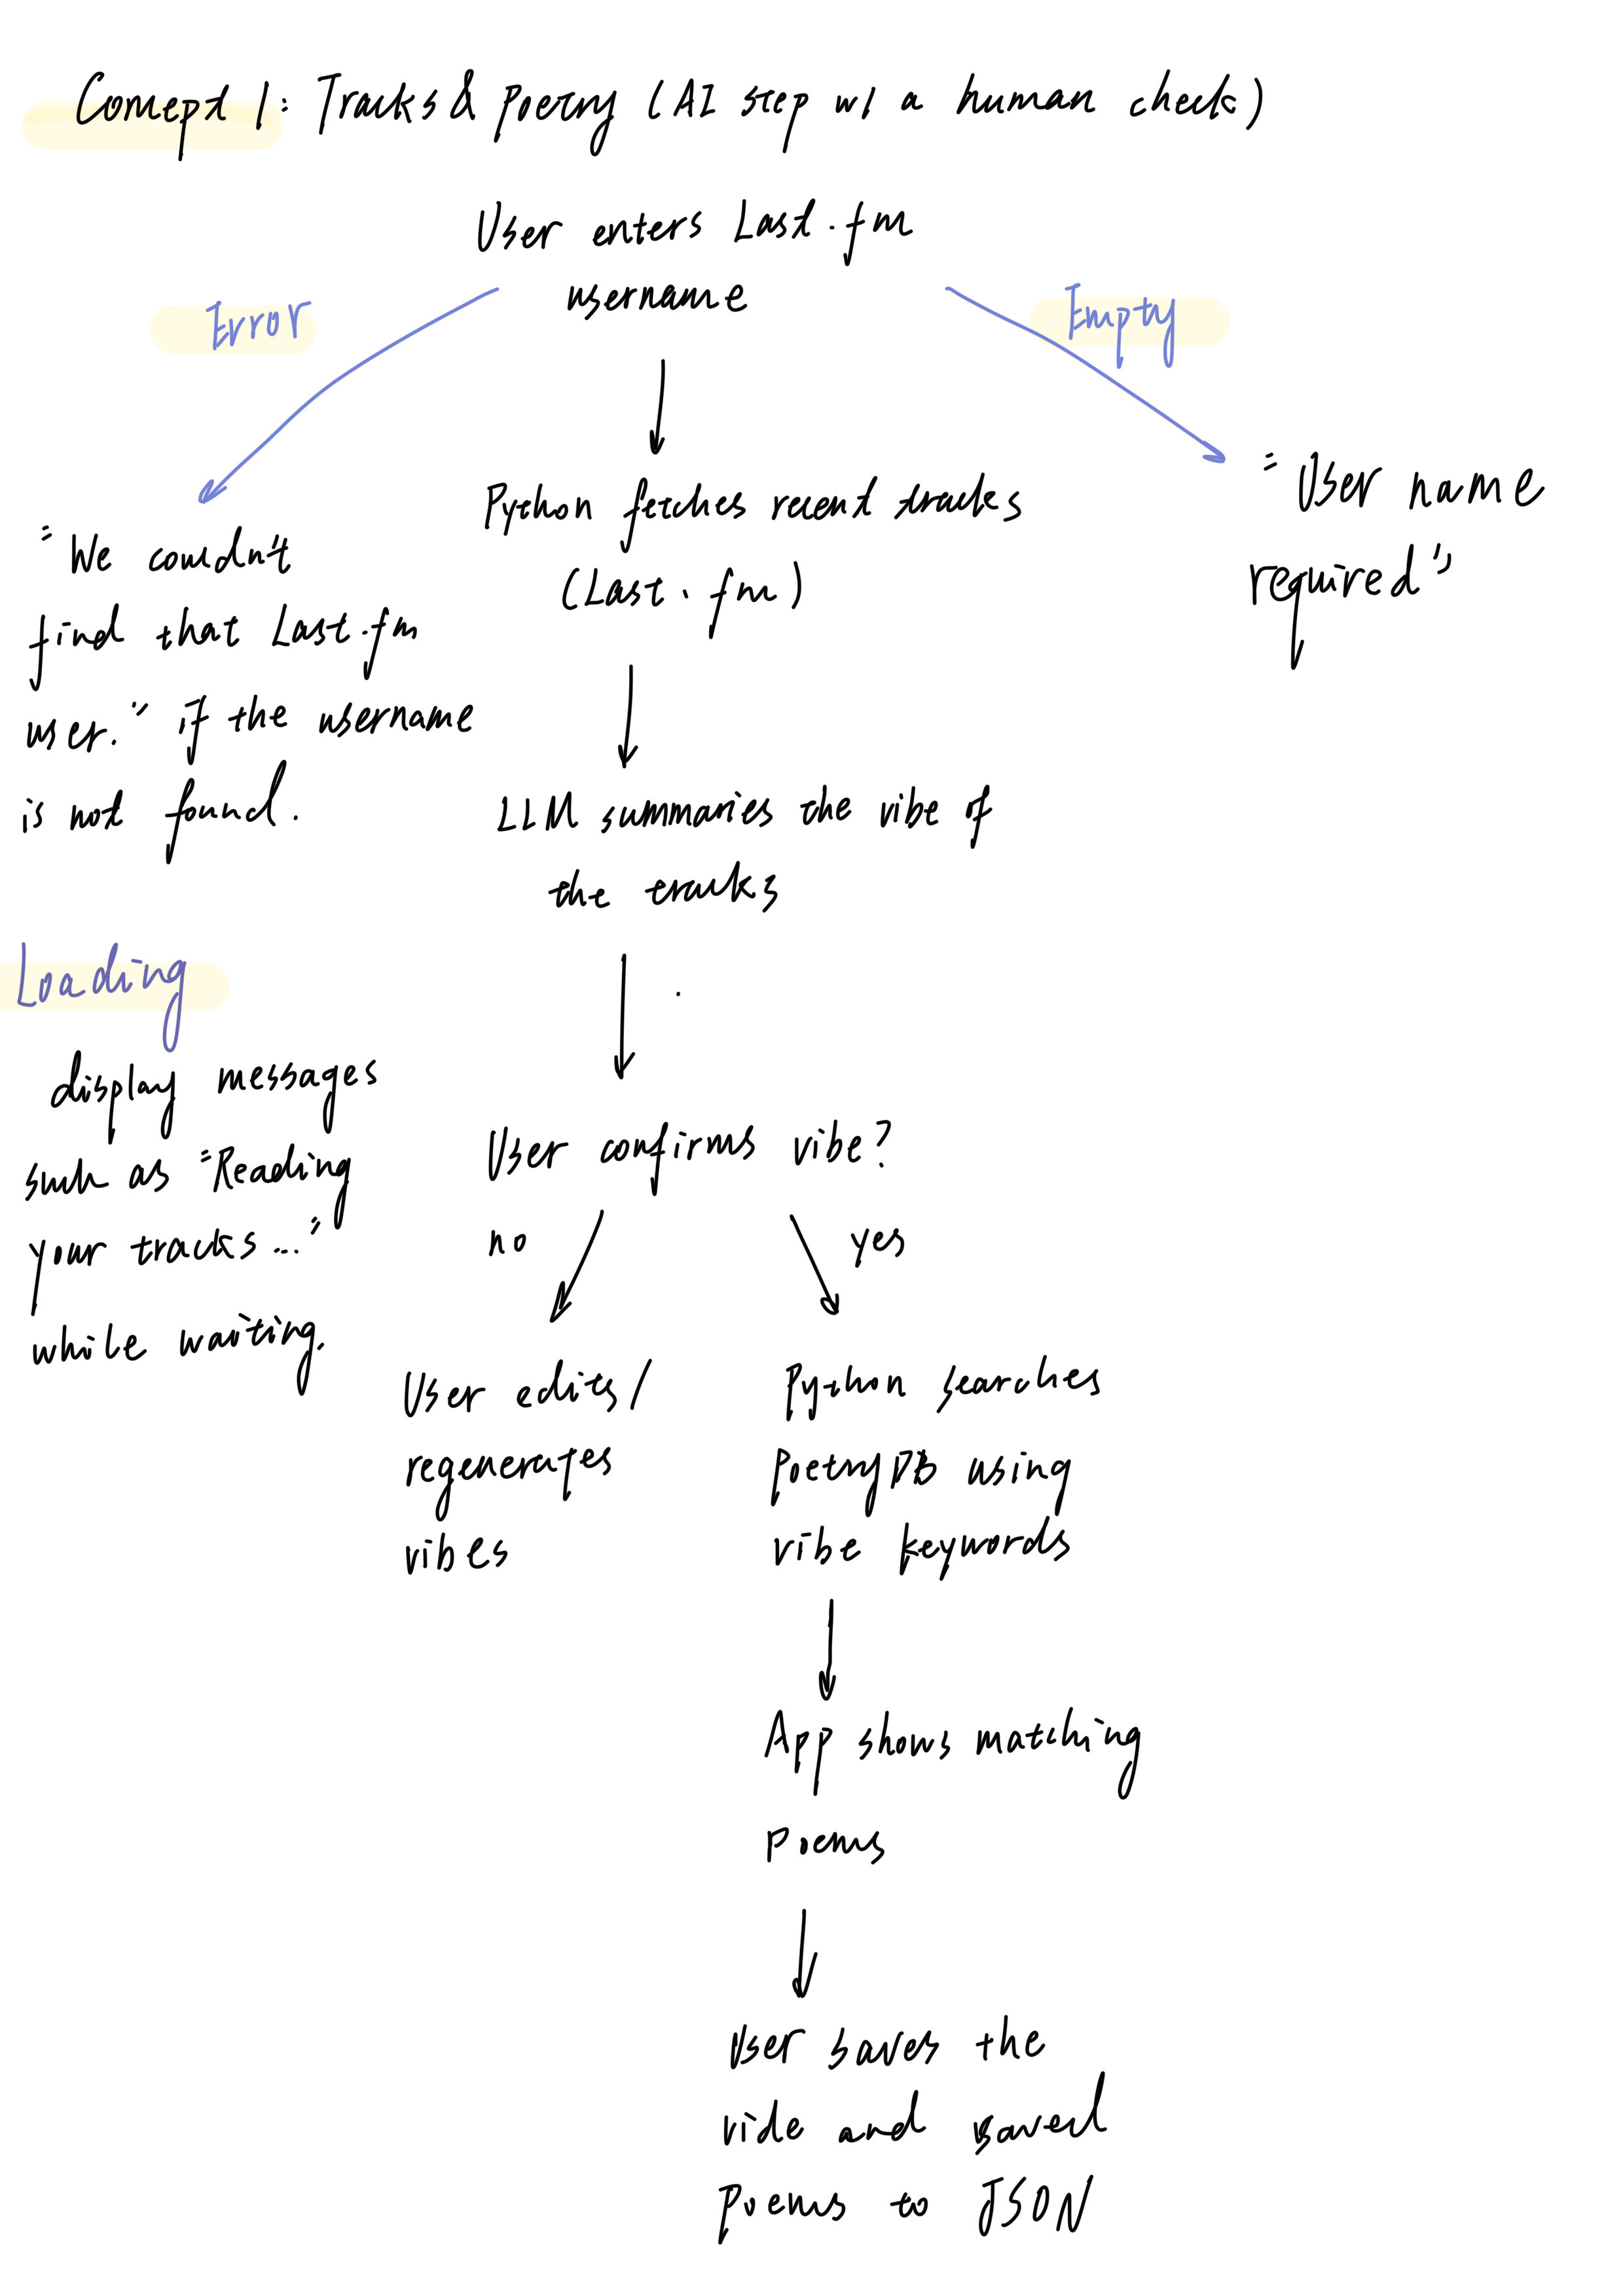 Concept 1: Tracks & Poetry (AI step w/ a human check)
User enters Last.fm
username
Error
Empty
"We couldn't
find that Last.fm
user." if the username
is not found.
Python fetches recent tracks
(Last.fm)
"User name
required"
LLM summaries the vibe of
the tracks
Loading
display messages
such as "Reading
your tracks..."
while waiting.
User confirms vibe?
no
yes
User edits/
regenerates
vibes
Python searches
PoetryDB using
vibe keywords
App shows matching
Poems
User saves the
vide and saved
Poems to JSON